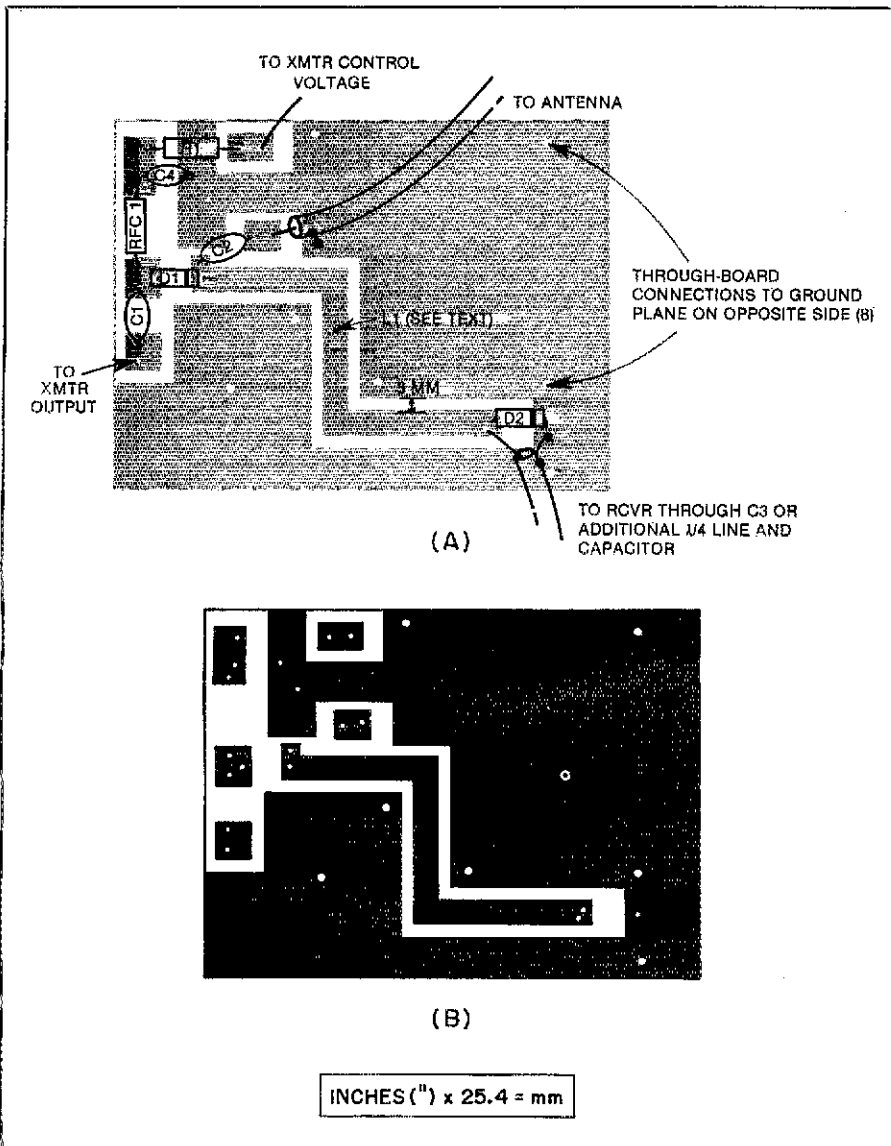 TO XMTR CONTROL
VOLTAGE
TO ANTENNA
C4
RFC 1
C2
D1
C1
THROUGH-BOARD
CONNECTIONS TO GROUND
PLANE ON OPPOSITE SIDE (B)
L1 (SEE TEXT)
TO
XMTR
OUTPUT
3 MM
D2
TO RCVR THROUGH C3 OR
ADDITIONAL λ/4 LINE AND
CAPACITOR
(A)
(B)
INCHES (") x 25.4 = mm